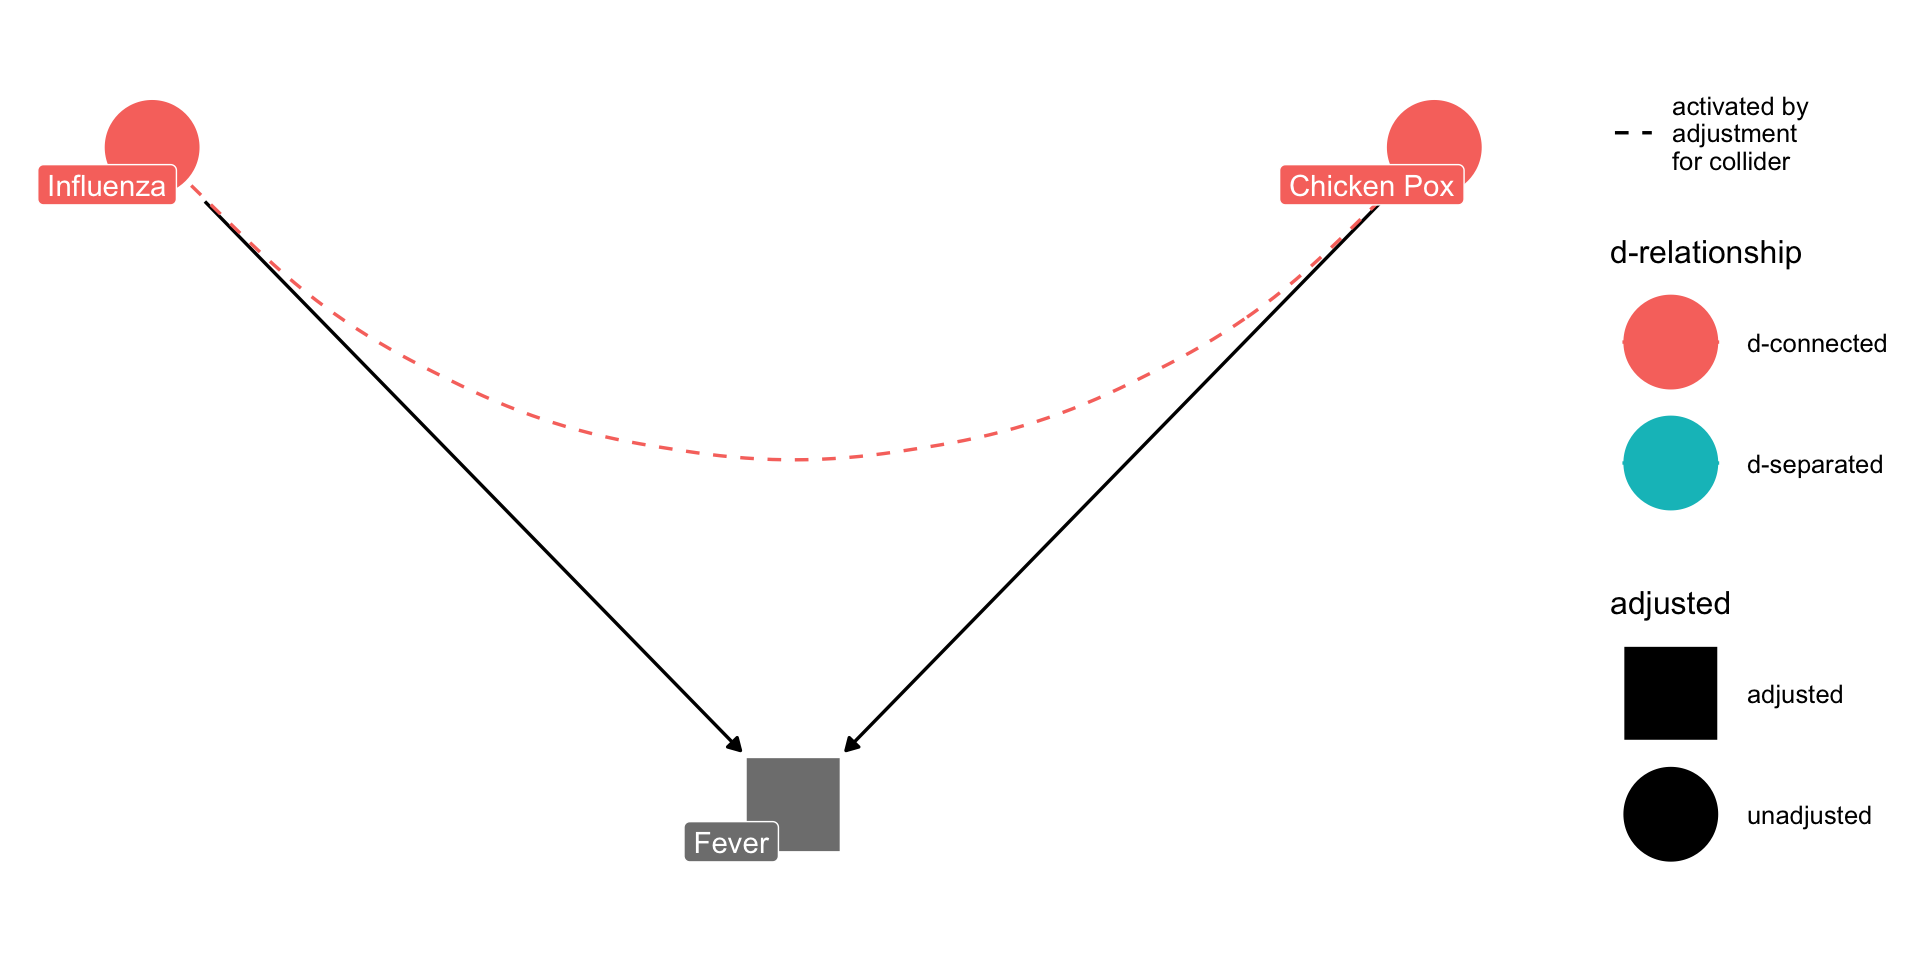 Influenza
Chicken Pox
Fever
activated by
adjustment
for collider
d-relationship
d-connected
d-separated
adjusted
adjusted
unadjusted